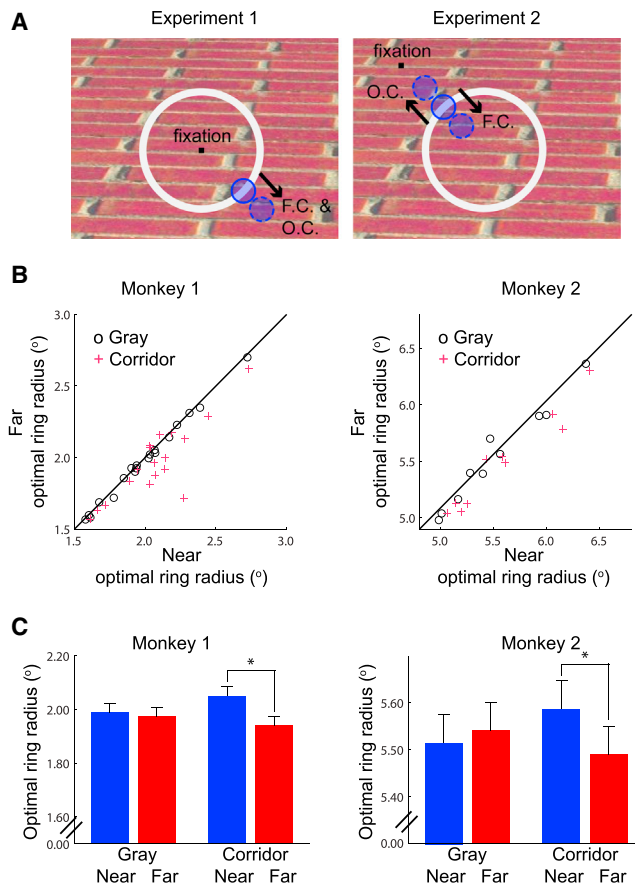 A
Experiment 1
Experiment 2
fixation
F.C. &
O.C.
fixation
O.C.
F.C.
B
Monkey 1
Monkey 2
Far
optimal ring radius (°)
3.0
2.5
2.0
1.5
Gray
Corridor
1.5 2.0 2.5 3.0
Near
optimal ring radius (°)
Far
optimal ring radius (°)
6.5
6.0
5.5
5.0
Gray
Corridor
5.0 5.5 6.0 6.5
Near
optimal ring radius (°)
C
Monkey 1
Monkey 2
Optimal ring radius (°)
2.20
2.00
1.80
1.60
0.00
*
Gray Corridor
Near Far Near Far
Optimal ring radius (°)
5.60
5.50
5.40
0.00
*
Gray Corridor
Near Far Near Far